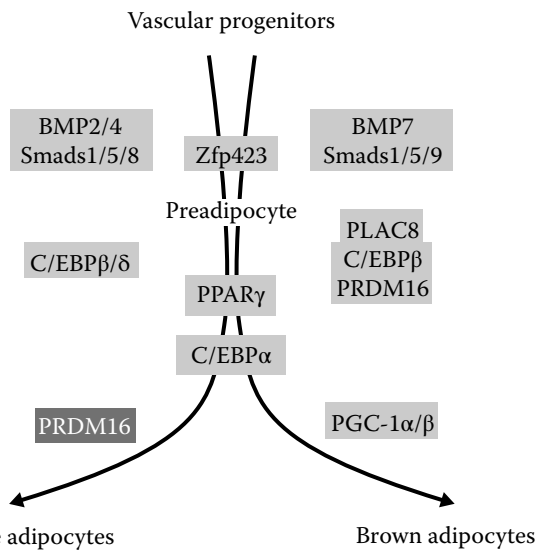 Vascular progenitors
BMP2/4
Smads1/5/8
Zfp423
BMP7
Smads1/5/9
Preadipocyte
PLAC8
C/EBPβ
PRDM16
C/EBPβ/δ
PPARγ
C/EBPα
PRDM16
PGC-1α/β
adipocytes
Brown adipocytes